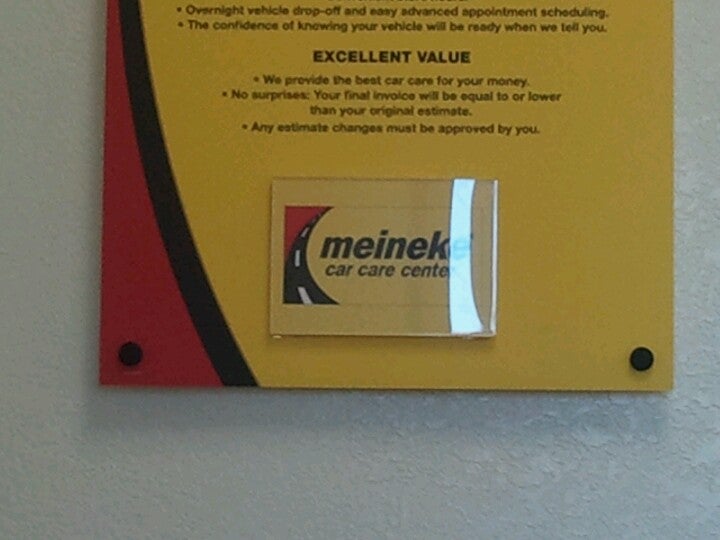 • Overnight vehicle drop-off and easy advanced appointment scheduling.
• The confidence of knowing your vehicle will be ready when we tell you.
EXCELLENT VALUE
• We provide the best car care for your money.
• No surprises: Your final invoice will be equal to or lower
than your original estimate.
• Any estimate changes must be approved by you.
meineke
car care center